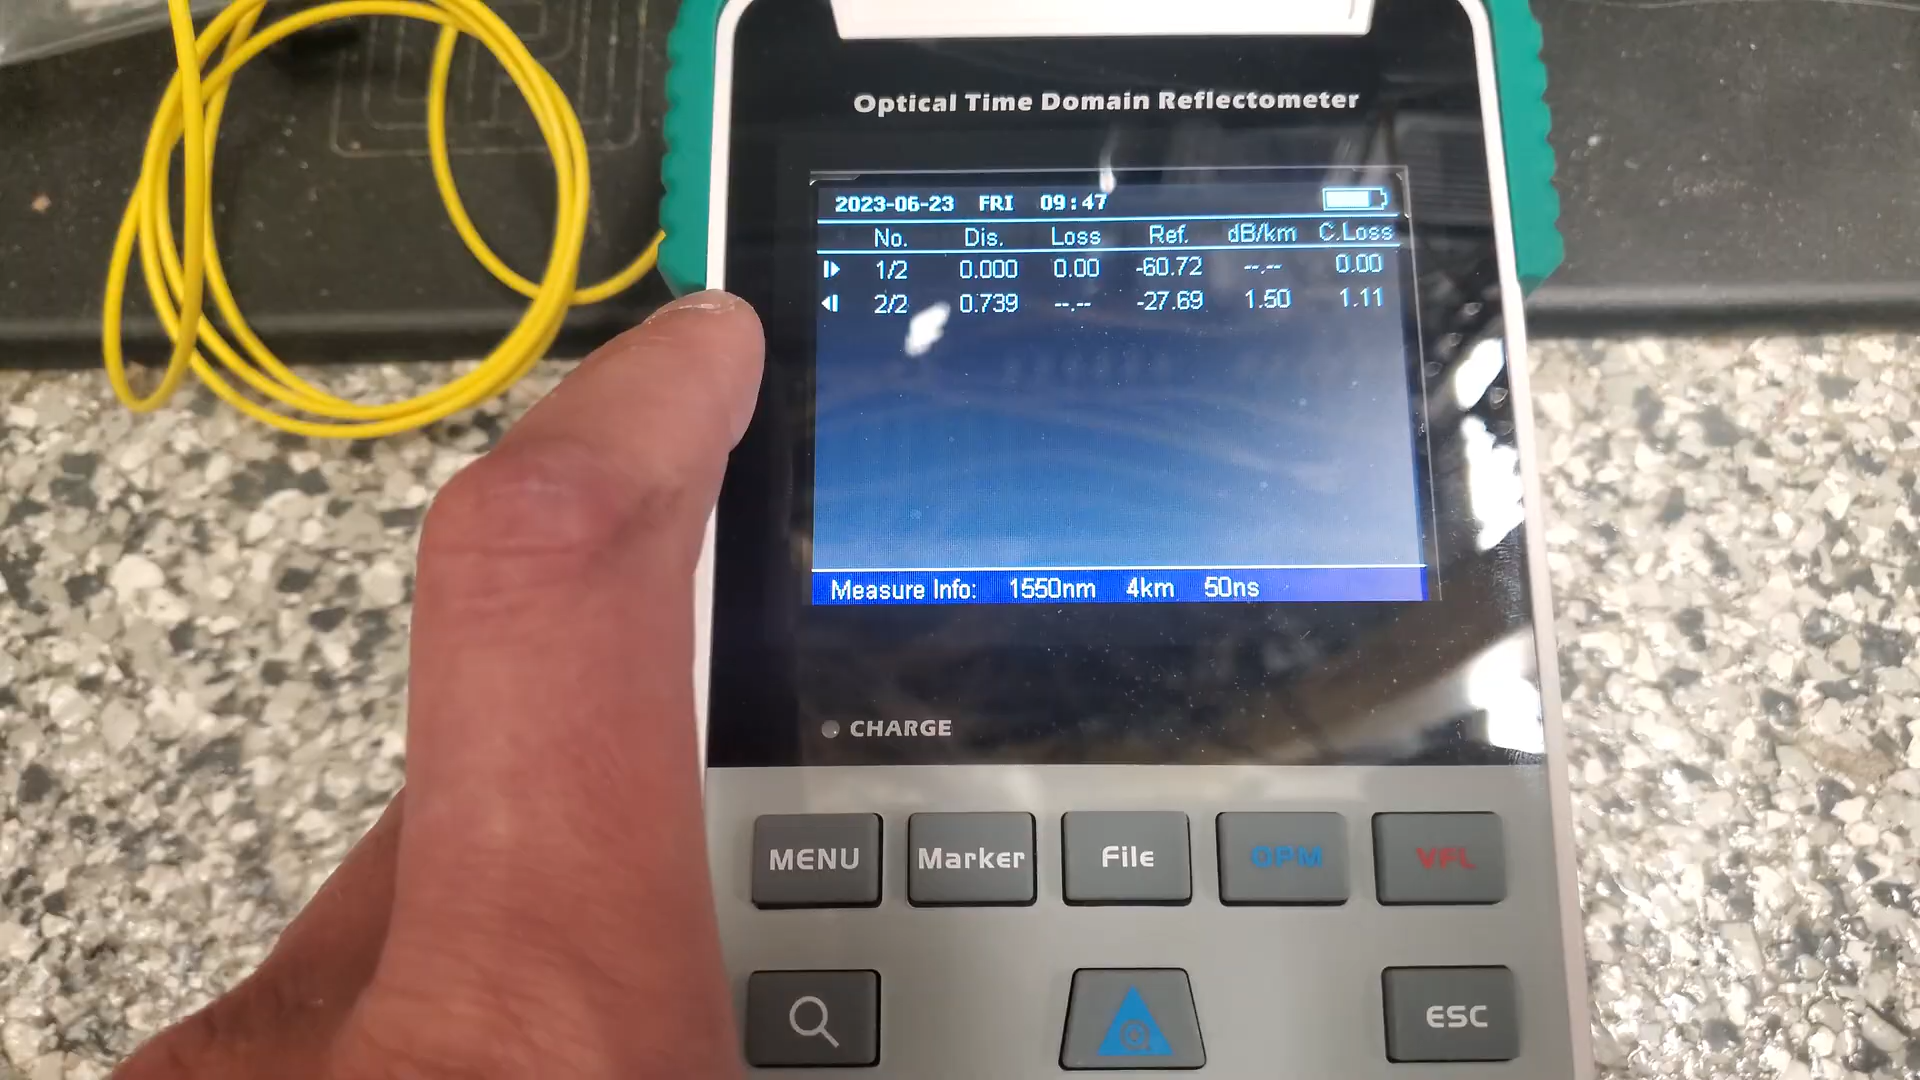 Optical Time Domain Reflectometer
2023-06-23 FRI 09:47
No. Dis. Loss Ref. dB/km C.Loss
1/2 0.000 0.00 -60.72 --.-- 0.00
2/2 0.739 --.-- -27.69 1.50 1.11
Measure Info: 1550nm 4km 50ns
CHARGE
MENU Marker File OPM VFL
ESC